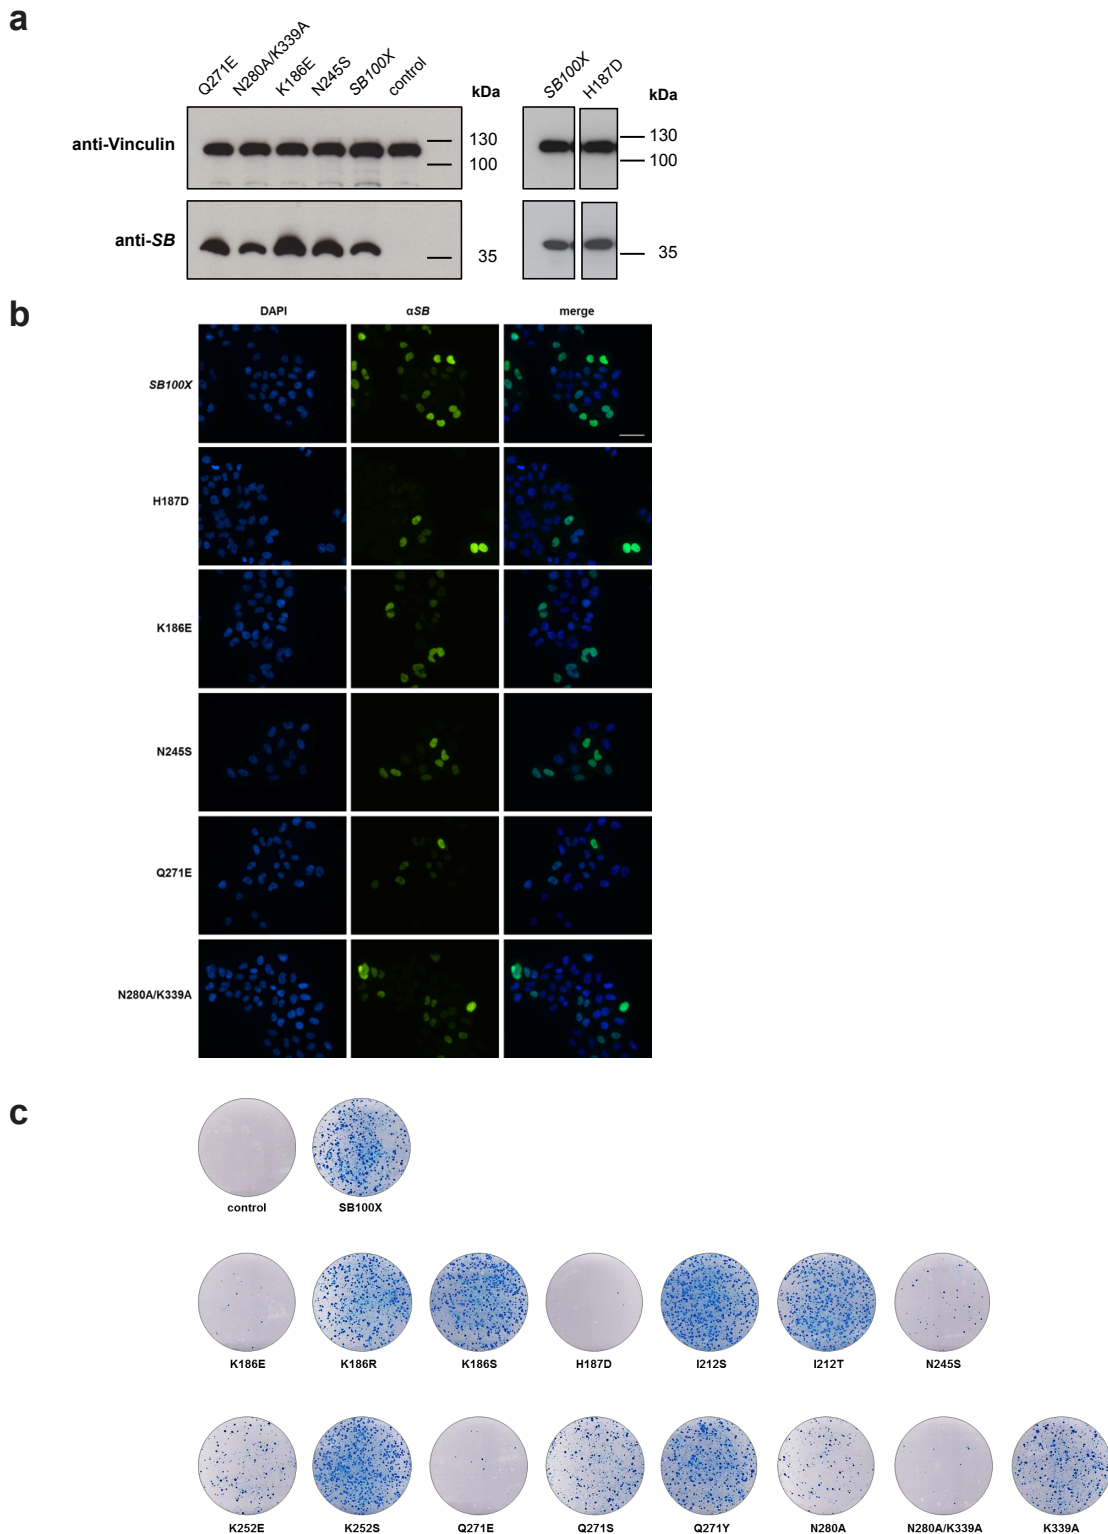 a
Q271E
N280A/K339A
K186E
N245S
SB100X
control
kDa
SB100X
H187D
kDa
anti-Vinculin
130
100
130
100
anti-SB
35
35
b
DAPI
αSB
merge
SB100X
H187D
K186E
N245S
Q271E
N280A/K339A
c
control
SB100X
K186E
K186R
K186S
H187D
I212S
I212T
N245S
K252E
K252S
Q271E
Q271S
Q271Y
N280A
N280A/K339A
K339A